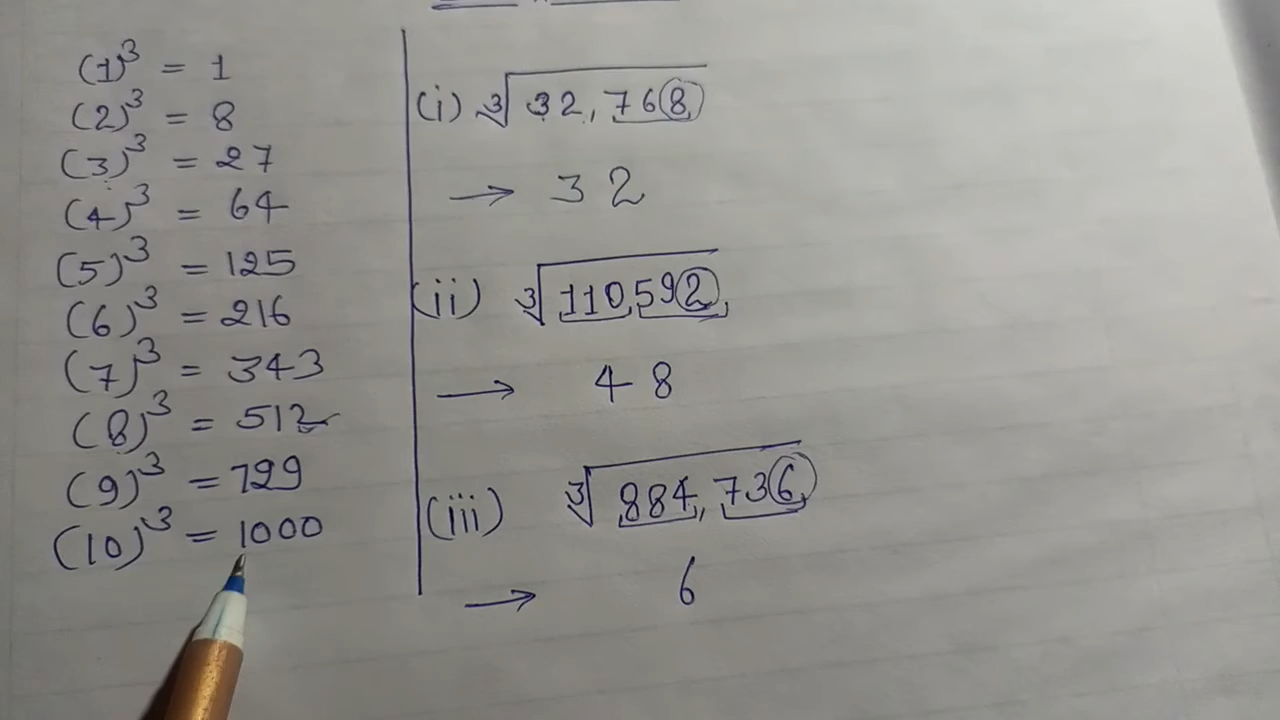 (1)³ = 1
(2)³ = 8
(3)³ = 27
(4)³ = 64
(5)³ = 125
(6)³ = 216
(7)³ = 343
(8)³ = 512
(9)³ = 729
(10)³ = 1000
(i) ∛32,768
→ 32
(ii) ∛110,592,
→ 48
(iii) ∛884,736
→ 6